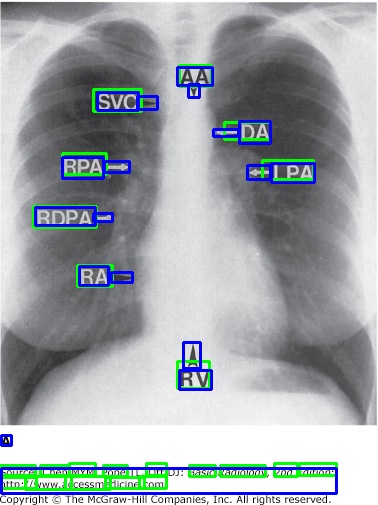 AA
SVC
DA
RPA
LPA
RDPA
RA
RV
A
Source: Chen MYM, Pope TL, Ott DJ: Basic Radiology, 2nd Edition:
http://www.accessmedicine.com
Copyright © The McGraw-Hill Companies, Inc. All rights reserved.